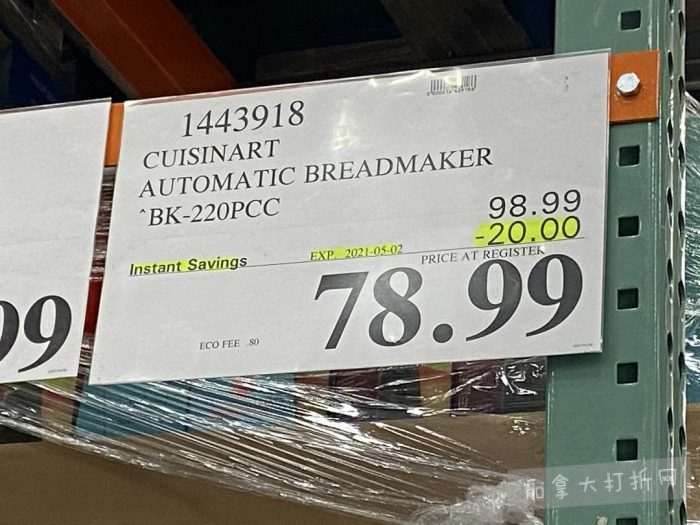 1443918
CUISINART
AUTOMATIC BREADMAKER
^BK-220PCC
98.99
-20.00
Instant Savings
EXP. 2021-05-02
PRICE AT REGISTER
78.99
ECO FEE .80
99
加拿大打折网